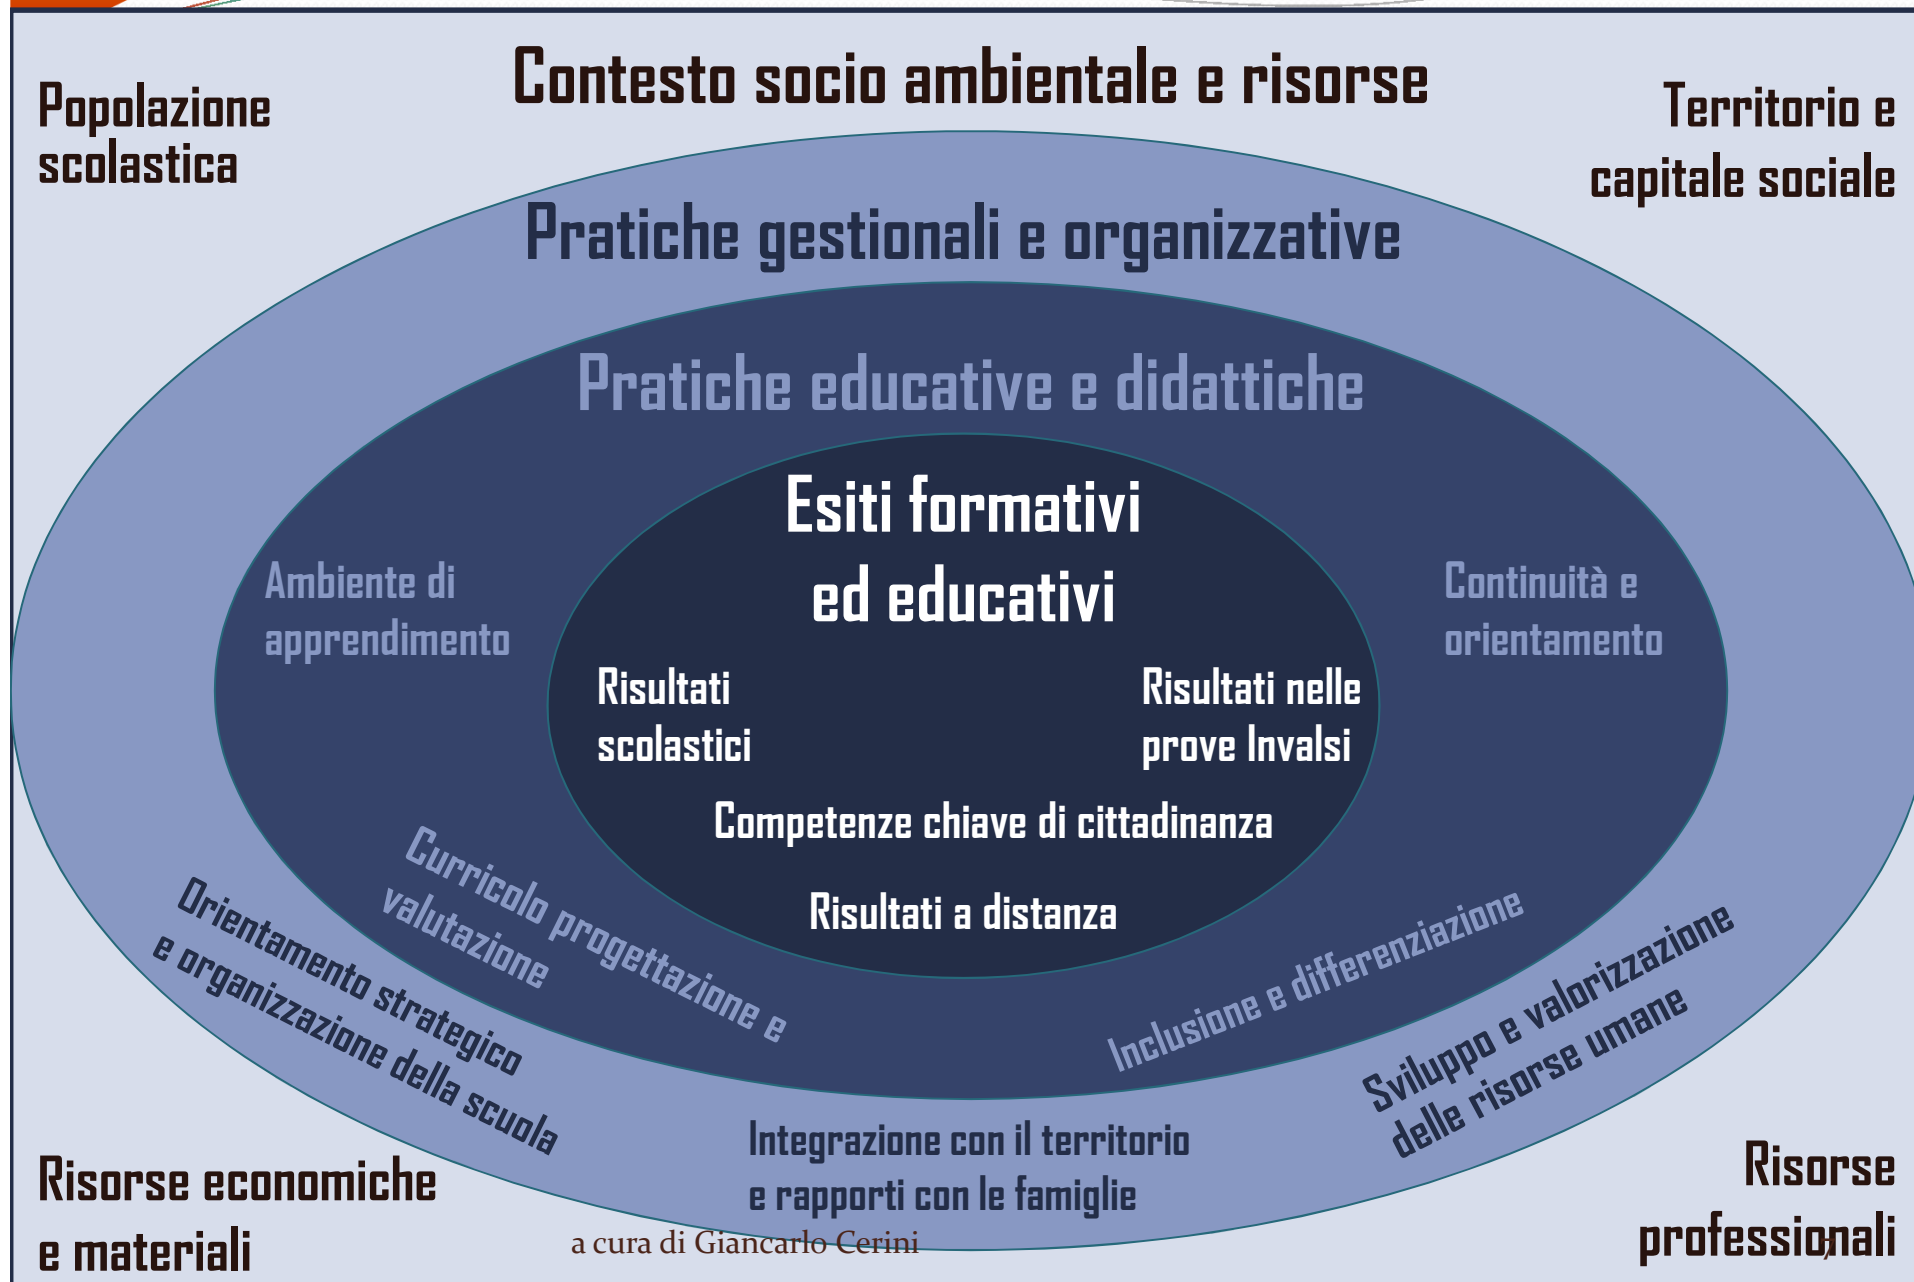 Contesto socio ambientale e risorse
Popolazione
scolastica
Territorio e
capitale sociale
Pratiche gestionali e organizzative
Pratiche educative e didattiche
Esiti formativi
ed educativi
Ambiente di
apprendimento
Continuità e
orientamento
Risultati
scolastici
Risultati nelle
prove Invalsi
Competenze chiave di cittadinanza
Risultati a distanza
Curricolo progettazione e
valutazione
Inclusione e differenziazione
Orientamento strategico
e organizzazione della scuola
Sviluppo e valorizzazione
delle risorse umane
Integrazione con il territorio
e rapporti con le famiglie
Risorse economiche
e materiali
Risorse
professionali
a cura di Giancarlo Cerini
7